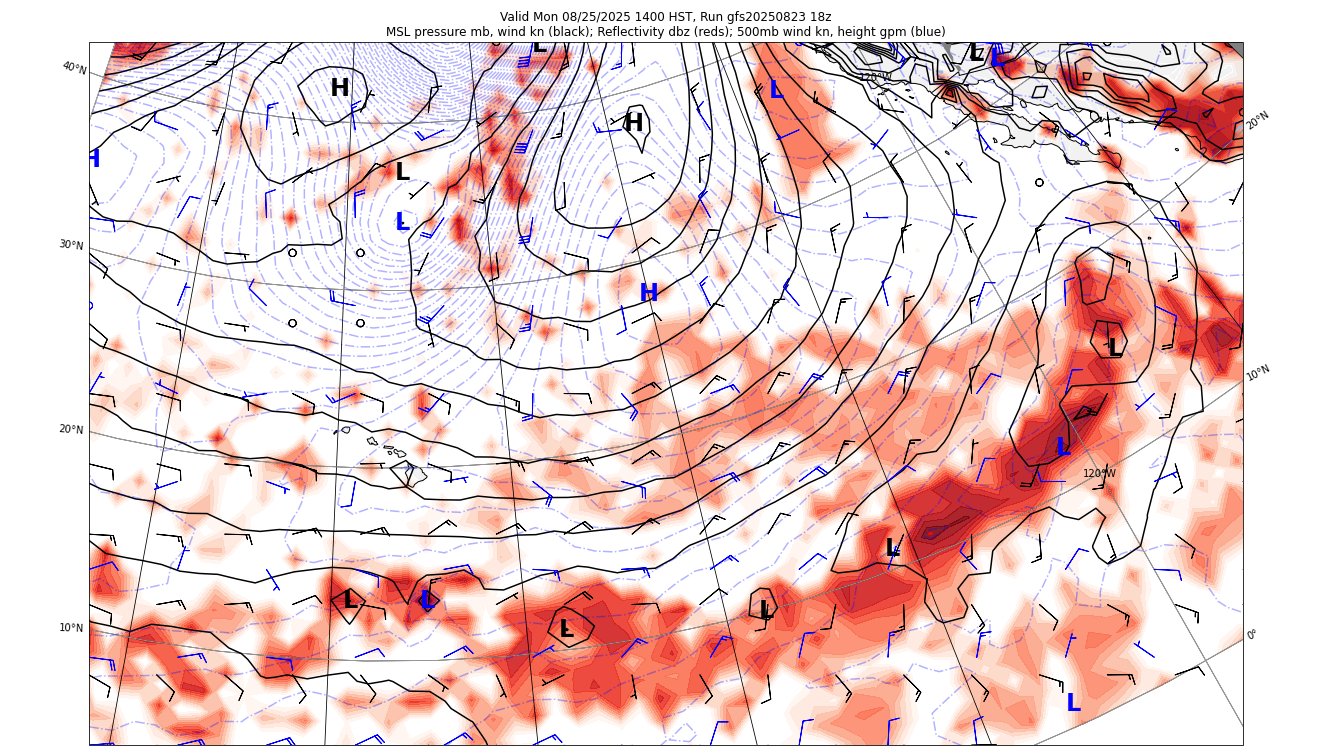 Valid Mon 08/25/2025 1400 HST, Run gfs20250823 18z
MSL pressure mb, wind kn (black); Reflectivity dbz (reds); 500mb wind kn, height gpm (blue)
L
L
L
40°N
120°W
H
L
H
20°N
H
L
L
30°N
H
L
10°N
20°N
L
120°W
L
L
L
L
L
10°N
L
0°
L